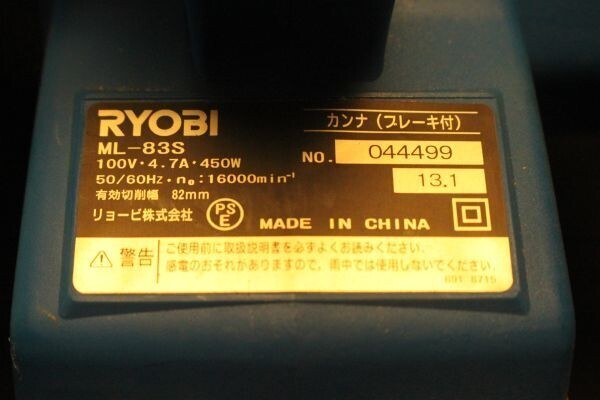 RYOBI
カンナ（ブレーキ付）
ML-83S
100V・4.7A・450W
NO. 044499
50/60Hz・n₀:16000min⁻¹
13.1
有効切削幅 82mm
リョービ株式会社
PSE
MADE IN CHINA
⚠警告
ご使用前に取扱説明書を必ずよくお読みください。
感電のおそれがありますので、雨中では使用しないでください。
691 8715